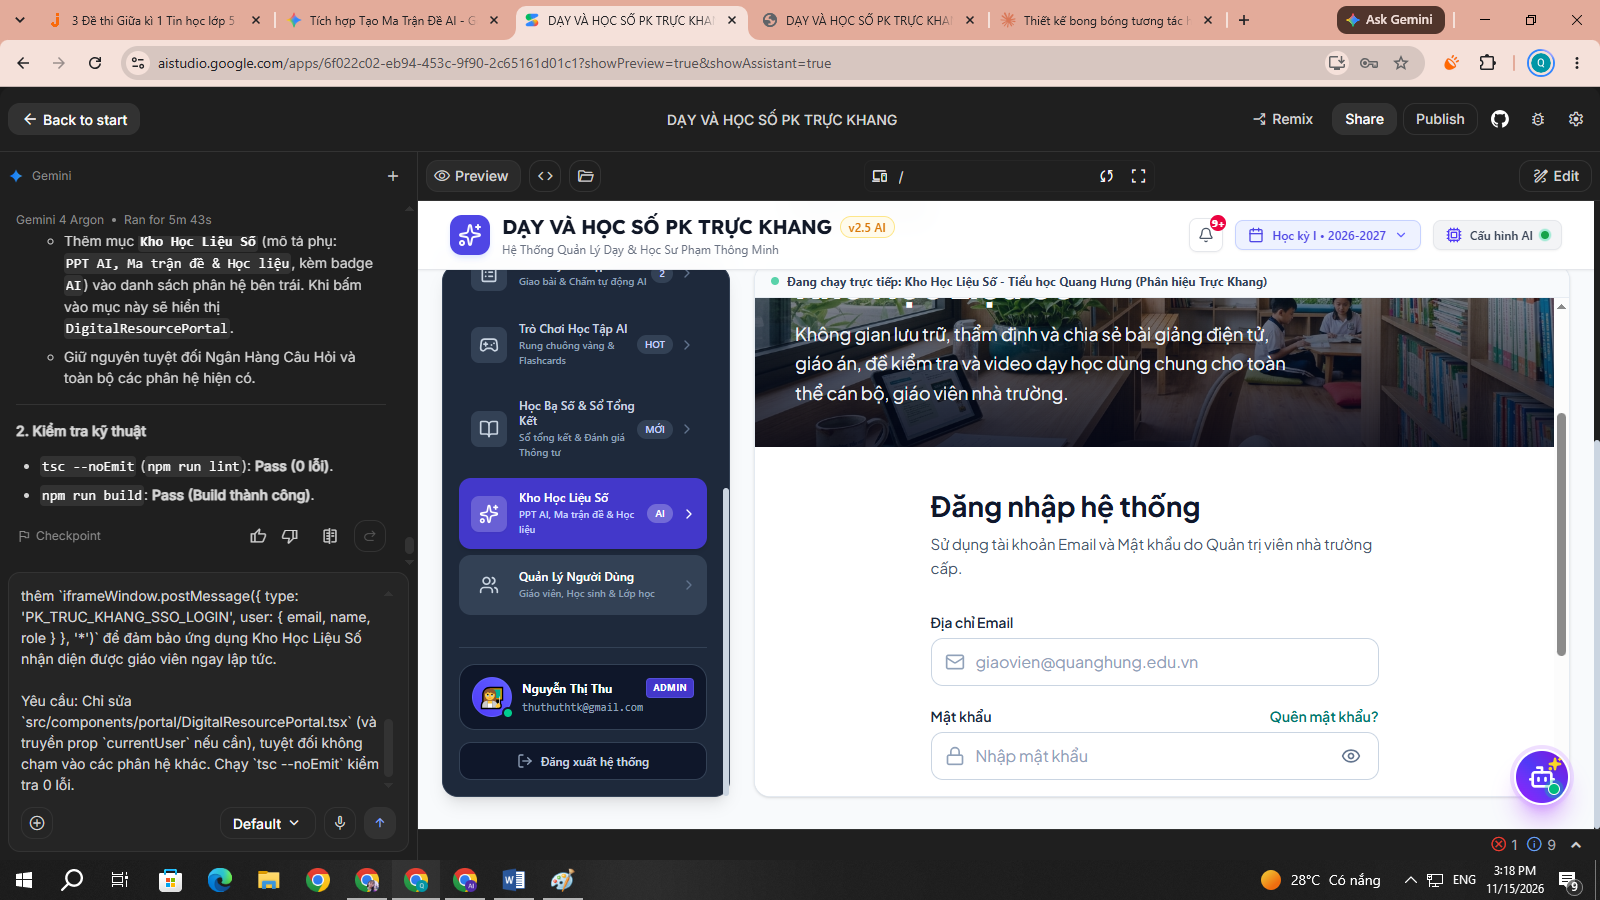 3 Đề thi Giữa kì 1 Tin học lớp 5
Tích hợp Tạo Ma Trận Đề AI - G
DẠY VÀ HỌC SỐ PK TRỰC KHAN
DẠY VÀ HỌC SỐ PK TRỰC KHAN
Thiết kế bong bóng tương tác H
Ask Gemini
aistudio.google.com/apps/6f022c02-eb94-453c-9f90-2c65161d01c1?showPreview=true&showAssistant=true
Q
Back to start
DẠY VÀ HỌC SỐ PK TRỰC KHANG
Remix
Share
Publish
Gemini
Preview
/
Edit
Gemini 4 Argon • Ran for 5m 43s
Thêm mục Kho Học Liệu Số (mô tả phụ:
PPT AI, Ma trận đề & Học liệu, kèm badge
AI) vào danh sách phân hệ bên trái. Khi bấm
vào mục này sẽ hiển thị
DigitalResourcePortal.
Giữ nguyên tuyệt đối Ngân Hàng Câu Hỏi và
toàn bộ các phân hệ hiện có.
2. Kiểm tra kỹ thuật
tsc --noEmit (npm run lint): Pass (0 lỗi).
npm run build: Pass (Build thành công).
Checkpoint
thêm `iframeWindow.postMessage({ type:
'PK_TRUC_KHANG_SSO_LOGIN', user: { email, name,
role } }, '*')` để đảm bảo ứng dụng Kho Học Liệu Số
nhận diện được giáo viên ngay lập tức.
Yêu cầu: Chỉ sửa
`src/components/portal/DigitalResourcePortal.tsx` (và
truyền prop `currentUser` nếu cần), tuyệt đối không
chạm vào các phân hệ khác. Chạy `tsc --noEmit` kiểm
tra 0 lỗi.
Default
DẠY VÀ HỌC SỐ PK TRỰC KHANG
v2.5 AI
Hệ Thống Quản Lý Dạy & Học Sư Phạm Thông Minh
9+
Học kỳ I • 2026-2027
Cấu hình AI
Giao bài & Chấm tự động AI
2
Trò Chơi Học Tập AI
Rung chuông vàng &
Flashcards
HOT
Học Bạ Số & Sổ Tổng
Kết
Sổ tổng kết & Đánh giá
Thông tư
MỚI
Kho Học Liệu Số
PPT AI, Ma trận đề & Học
liệu
AI
Quản Lý Người Dùng
Giáo viên, Học sinh & Lớp học
Nguyễn Thị Thu
ADMIN
thuthuthtk@gmail.com
Đăng xuất hệ thống
Đang chạy trực tiếp: Kho Học Liệu Số - Tiểu học Quang Hưng (Phân hiệu Trực Khang)
Không gian lưu trữ, thẩm định và chia sẻ bài giảng điện tử,
giáo án, đề kiểm tra và video dạy học dùng chung cho toàn
thể cán bộ, giáo viên nhà trường.
Đăng nhập hệ thống
Sử dụng tài khoản Email và Mật khẩu do Quản trị viên nhà trường
cấp.
Địa chỉ Email
giaovien@quanghung.edu.vn
Mật khẩu
Quên mật khẩu?
Nhập mật khẩu
1
9
28°C Có nắng
ENG
3:18 PM
11/15/2026
9